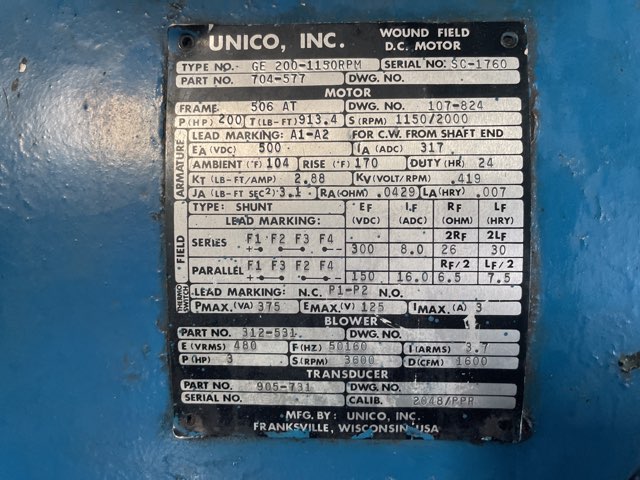 UNICO, INC. WOUND FIELD D.C. MOTOR
TYPE NO. GE 200-1150RPM SERIAL NO. SC-1760
PART NO. 704-577 DWG. NO.
MOTOR
FRAME 506 AT DWG. NO. 107-824
P (HP) 200 T (LB-FT) 913.4 S (RPM) 1150/2000
ARMATURE
LEAD MARKING: A1-A2 FOR C.W. FROM SHAFT END
EA (VDC) 500 IA (ADC) 317
AMBIENT (°F) 104 RISE (°F) 170 DUTY (HR) 24
KT (LB-FT/AMP) 2.88 KV (VOLT/RPM) .419
JA (LB-FT SEC²) 3.1 RA (OHM) .0429 LA (HRY) .007
FIELD
TYPE: SHUNT EF (VDC) IF (ADC) RF (OHM) LF (HRY)
LEAD MARKING: 2RF 2LF
SERIES F1 F2 F3 F4 300 8.0 26 30
RF/2 LF/2
PARALLEL F1 F3 F2 F4 150 16.0 6.5 7.5
THERMO SWITCH
LEAD MARKING: N.C. P1-P2 N.O.
PMAX. (VA) 375 EMAX. (V) 125 IMAX. (A) 3
BLOWER
PART NO. 312-531 DWG. NO.
E (VRMS) 480 F (HZ) 50160 I (ARMS) 3.7
P (HP) 3 S (RPM) 3600 D (CFM) 1600
TRANSDUCER
PART NO. 905-731 DWG. NO.
SERIAL NO. CALIB. 2048/PPR
MFG. BY: UNICO, INC.
FRANKSVILLE, WISCONSIN USA